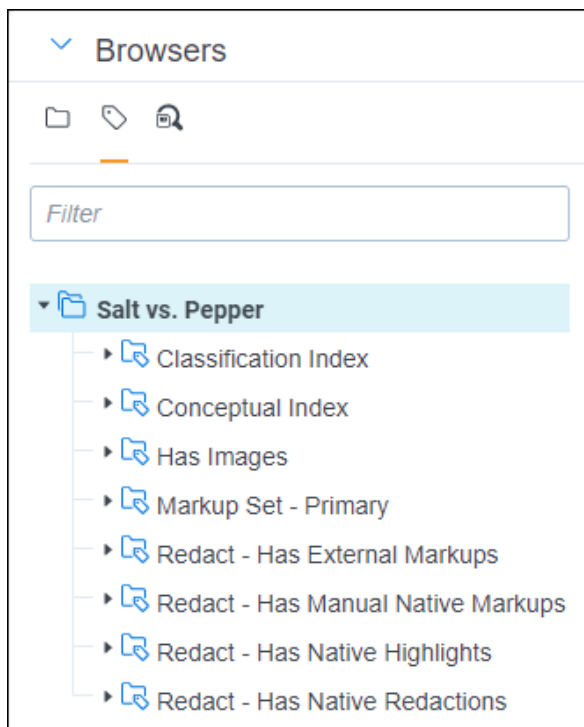 Browsers
Filter
Salt vs. Pepper
Classification Index
Conceptual Index
Has Images
Markup Set - Primary
Redact - Has External Markups
Redact - Has Manual Native Markups
Redact - Has Native Highlights
Redact - Has Native Redactions